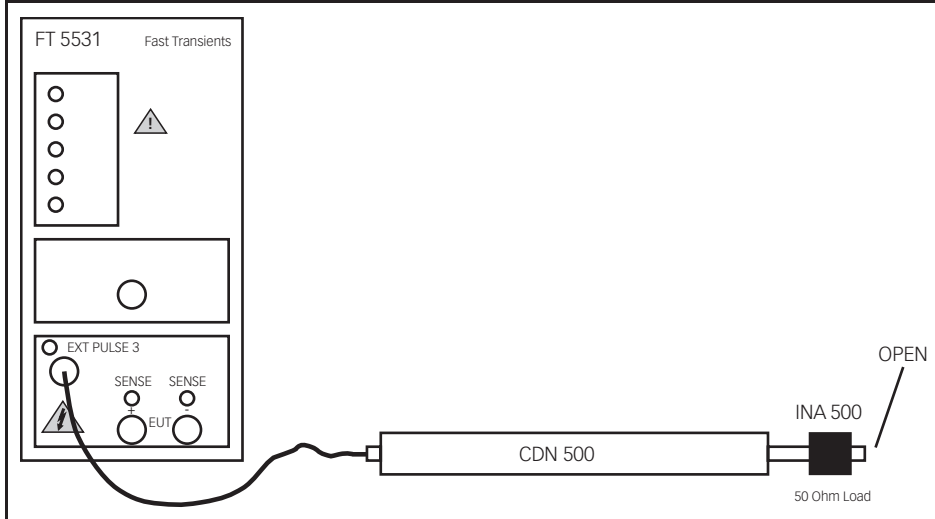 FT 5531 Fast Transients
!
EXT PULSE 3
SENSE SENSE
+ -
EUT
OPEN
INA 500
CDN 500
50 Ohm Load